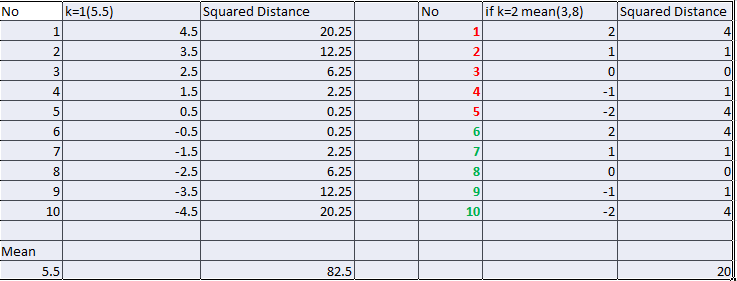 No k=1(5.5) Squared Distance No if k=2 mean(3,8) Squared Distance
1 4.5 20.25 1 2 4
2 3.5 12.25 2 1 1
3 2.5 6.25 3 0 0
4 1.5 2.25 4 -1 1
5 0.5 0.25 5 -2 4
6 -0.5 0.25 6 2 4
7 -1.5 2.25 7 1 1
8 -2.5 6.25 8 0 0
9 -3.5 12.25 9 -1 1
10 -4.5 20.25 10 -2 4
Mean
5.5 82.5 20